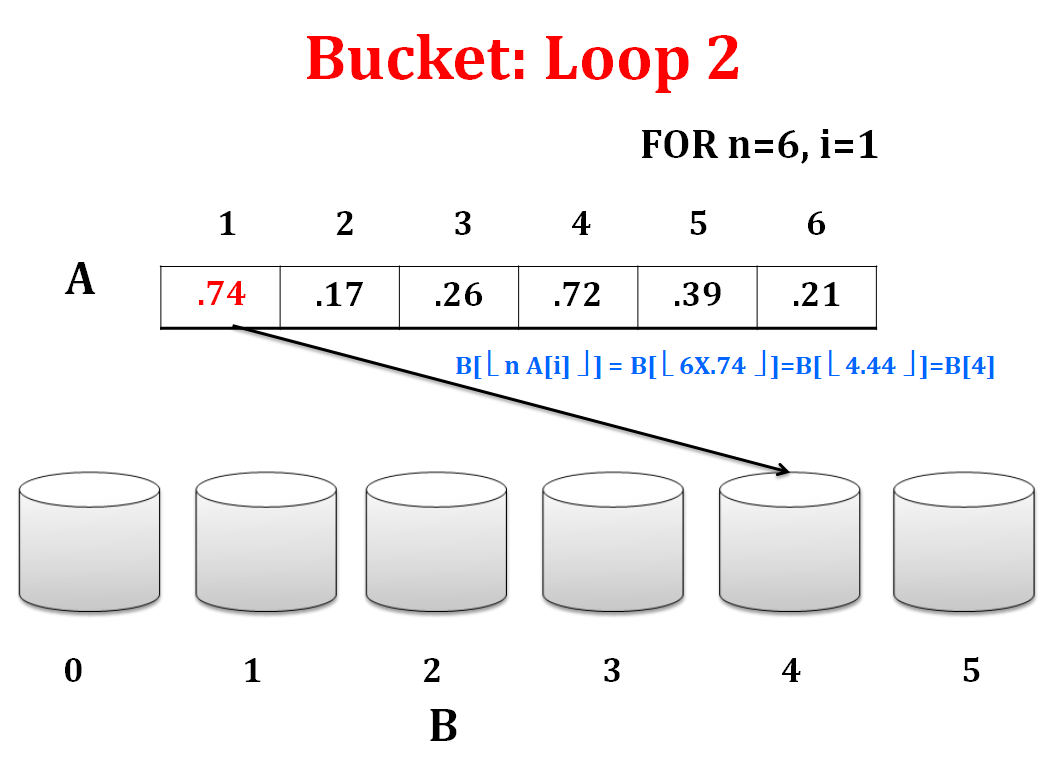 Bucket: Loop 2
FOR n=6, i=1
1 2 3 4 5 6
A .74 .17 .26 .72 .39 .21
B[⌊ n A[i] ⌋] = B[⌊ 6X.74 ⌋]=B[⌊ 4.44 ⌋]=B[4]
0 1 2 3 4 5
B